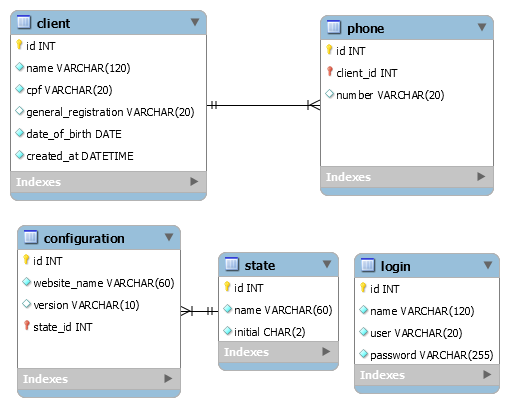 client
id INT
name VARCHAR(120)
cpf VARCHAR(20)
general_registration VARCHAR(20)
date_of_birth DATE
created_at DATETIME
Indexes
phone
id INT
client_id INT
number VARCHAR(20)
Indexes
configuration
id INT
website_name VARCHAR(60)
version VARCHAR(10)
state_id INT
Indexes
state
id INT
name VARCHAR(60)
initial CHAR(2)
Indexes
login
id INT
name VARCHAR(120)
user VARCHAR(20)
password VARCHAR(255)
Indexes